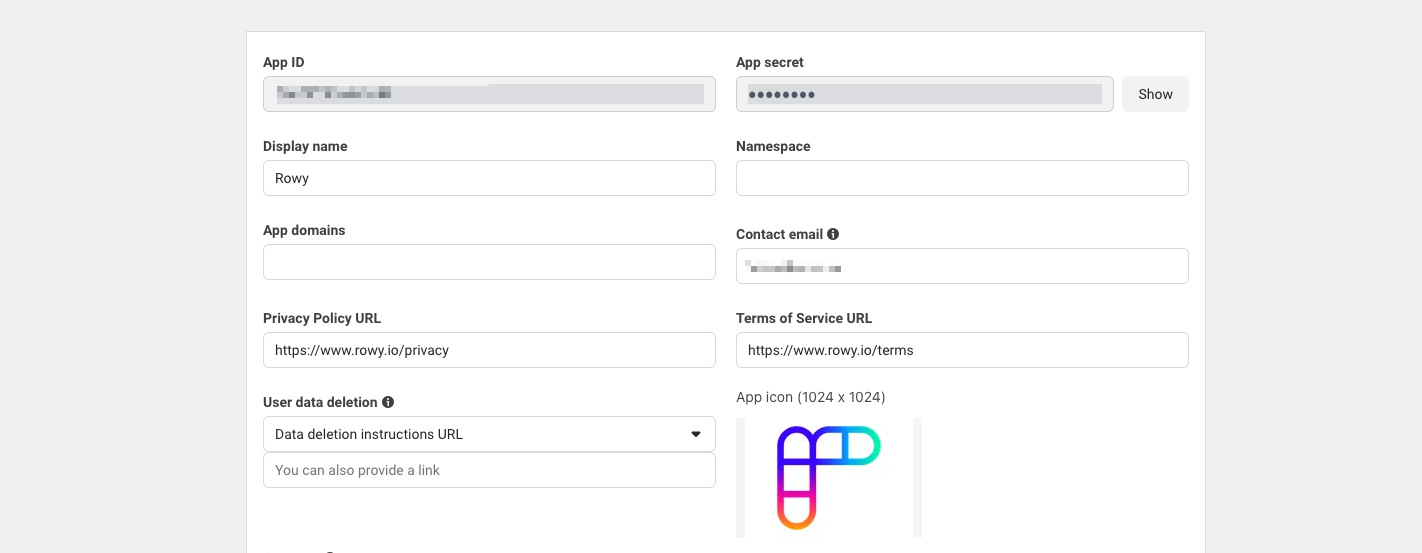 App ID
App secret
••••••••
Show
Display name
Rowy
Namespace
App domains
Contact email
Privacy Policy URL
https://www.rowy.io/privacy
Terms of Service URL
https://www.rowy.io/terms
User data deletion
Data deletion instructions URL
You can also provide a link
App icon (1024 x 1024)